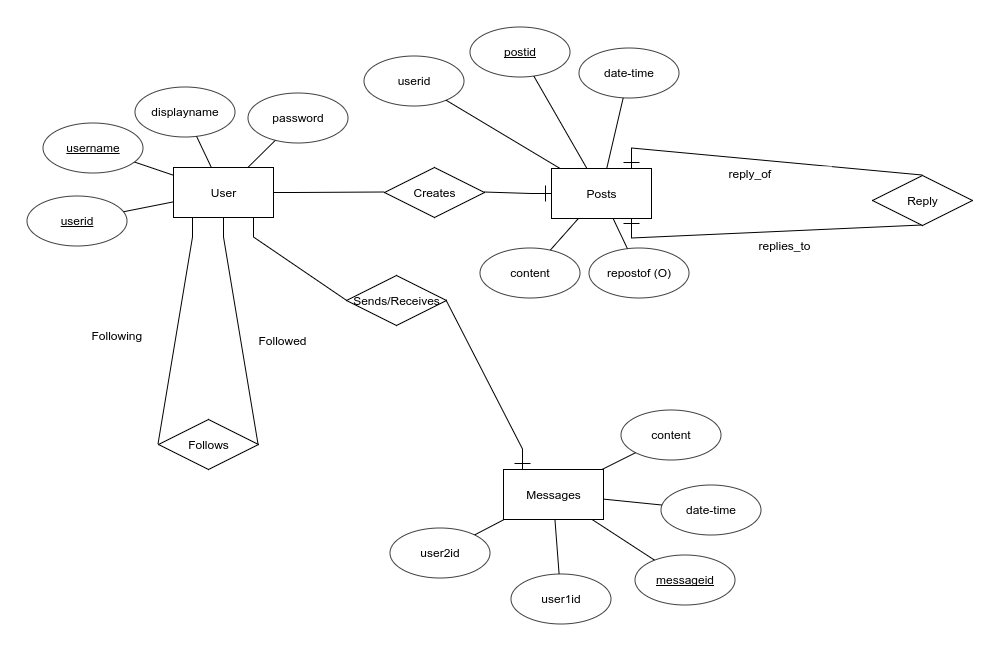 postid
userid
date-time
displayname
password
username
userid
User
Creates
Posts
reply_of
Reply
replies_to
content
repostof (O)
Sends/Receives
Following
Followed
Follows
content
Messages
date-time
user2id
messageid
user1id